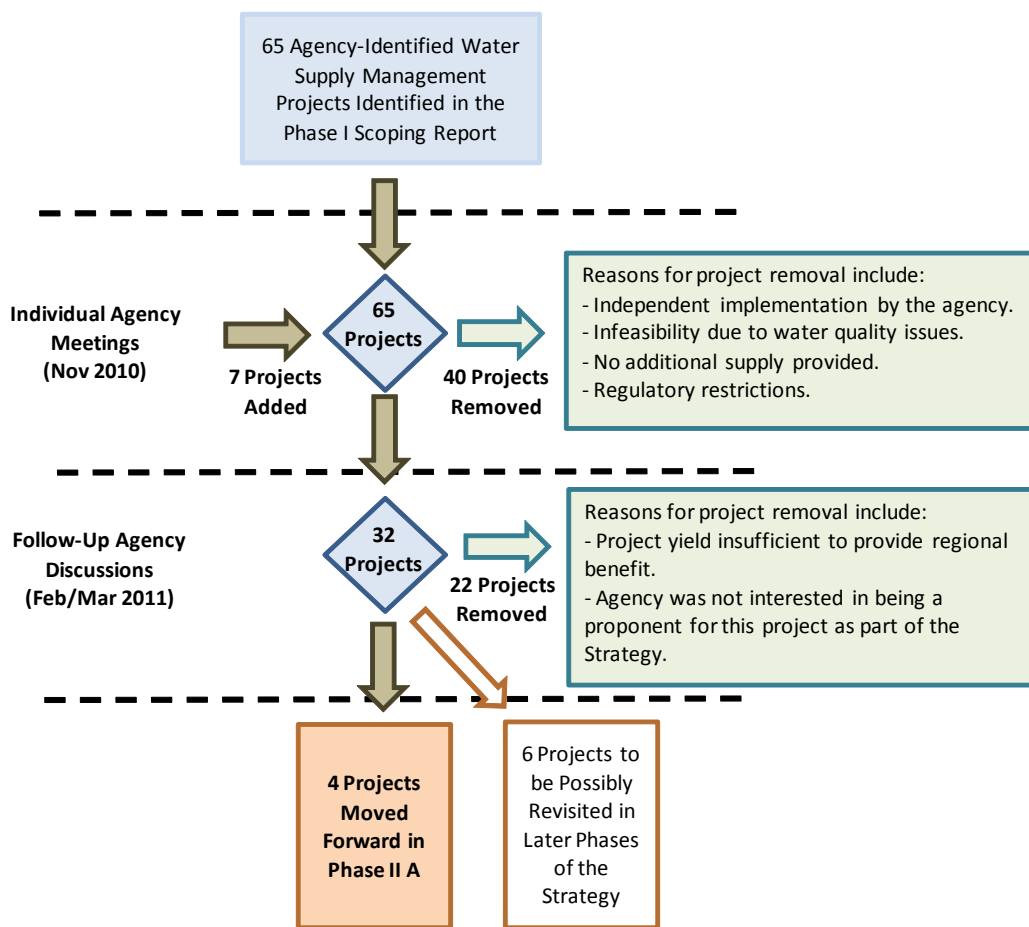 65 Agency-Identified Water
Supply Management
Projects Identified in the
Phase I Scoping Report
Individual Agency
Meetings
(Nov 2010)
7 Projects
Added
65
Projects
40 Projects
Removed
Reasons for project removal include:
- Independent implementation by the agency.
- Infeasibility due to water quality issues.
- No additional supply provided.
- Regulatory restrictions.
Follow-Up Agency
Discussions
(Feb/Mar 2011)
32
Projects
22 Projects
Removed
Reasons for project removal include:
- Project yield insufficient to provide regional
benefit.
- Agency was not interested in being a
proponent for this project as part of the
Strategy.
4 Projects
Moved
Forward in
Phase II A
6 Projects to
be Possibly
Revisited in
Later Phases
of the
Strategy